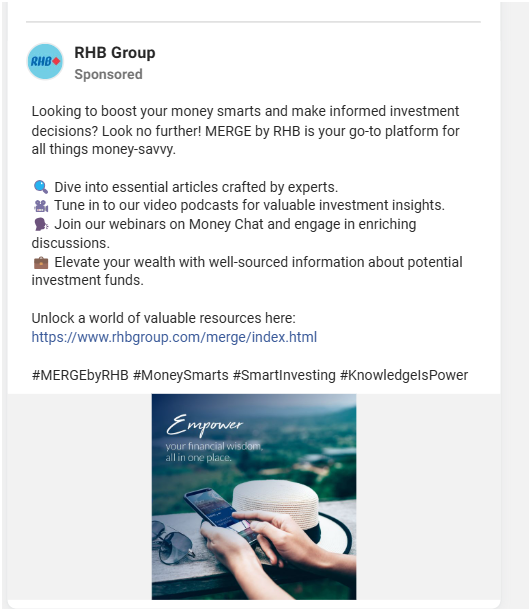 RHB
RHB Group
Sponsored
Looking to boost your money smarts and make informed investment
decisions? Look no further! MERGE by RHB is your go-to platform for
all things money-savvy.
🔍 Dive into essential articles crafted by experts.
🎥 Tune in to our video podcasts for valuable investment insights.
🗣️ Join our webinars on Money Chat and engage in enriching
discussions.
💼 Elevate your wealth with well-sourced information about potential
investment funds.
Unlock a world of valuable resources here:
https://www.rhbgroup.com/merge/index.html
#MERGEbyRHB #MoneySmarts #SmartInvesting #KnowledgeIsPower
Empower
your financial wisdom,
all in one place.